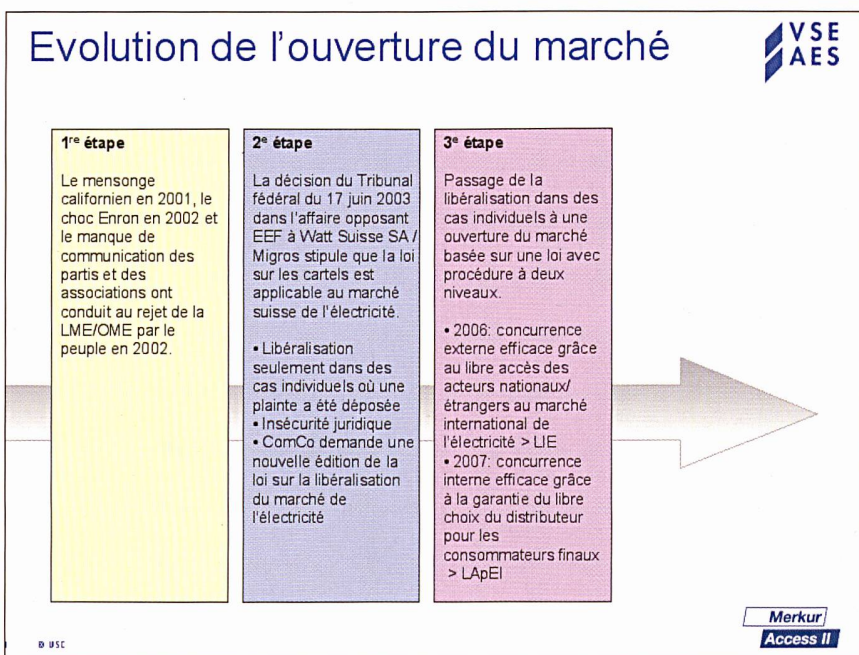 Evolution de l'ouverture du marché
VSE
AES
1re étape
Le mensonge
californien en 2001, le
choc Enron en 2002 et
le manque de
communication des
partis et des
associations ont
conduit au rejet de la
LME/OME par le
peuple en 2002.
2e étape
La décision du Tribunal
fédéral du 17 juin 2003
dans l'affaire opposant
EEF à Watt Suisse SA /
Migros stipule que la loi
sur les cartels est
applicable au marché
suisse de l'électricité.
• Libéralisation
seulement dans des
cas individuels où une
plainte a été déposée
• Insécurité juridique
• ComCo demande une
nouvelle édition de la
loi sur la libéralisation
du marché de
l'électricité
3e étape
Passage de la
libéralisation dans des
cas individuels à une
ouverture du marché
basée sur une loi avec
procédure à deux
niveaux.
• 2006: concurrence
externe efficace grâce
au libre accès des
acteurs nationaux/
étrangers au marché
international de
l'électricité > LIE
• 2007: concurrence
interne efficace grâce
à la garantie du libre
choix du distributeur
pour les
consommateurs finaux
> LApEl
Merkur
Access II